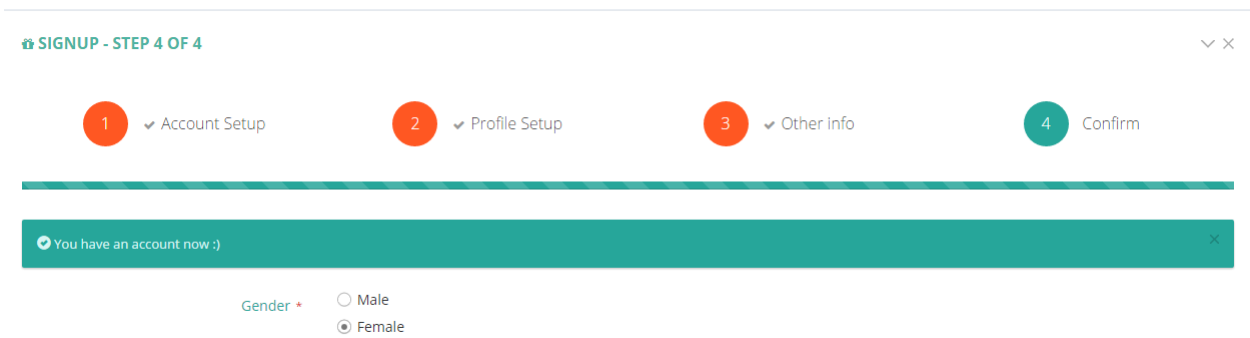 SIGNUP - STEP 4 OF 4
1 Account Setup 2 Profile Setup 3 Other info 4 Confirm
You have an account now :)
Gender * Male
Female